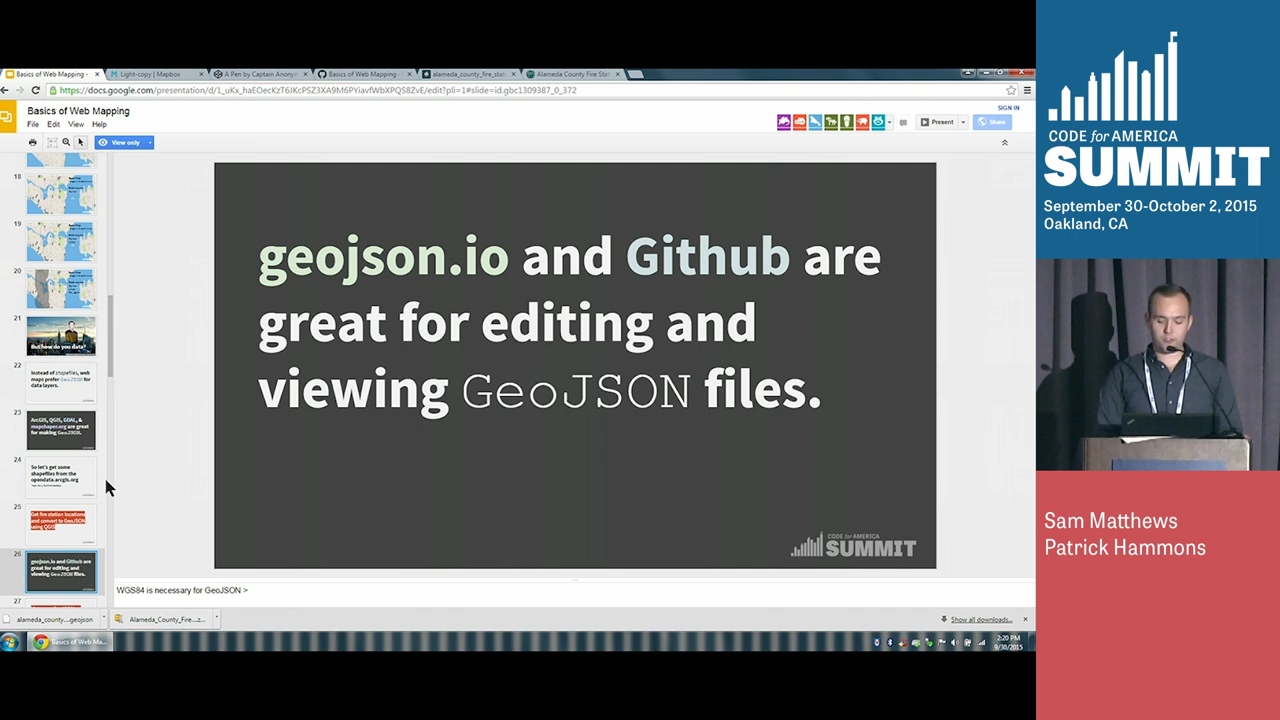 Basics of Web Mapping -
Light-copy | Mapbox
A Pen by Captain Anonym
Basics of Web Mapping
alameda_county_fire_stat
Alameda County Fire Stat
https://docs.google.com/presentation/d/1_uKx_haEOecKzT6JKcPSZ3XA9M6PYiavfWbXPQS8ZvE/edit?pli=1#slide=id.gbc1309387_0_372
Basics of Web Mapping
SIGN IN
File Edit View Help
Present
Share
View only
18
19
20
21
But how do you data?
22
Instead of shapefiles, web
maps prefer GeoJSON for
data layers.
23
ArcGIS, QGIS, GDAL, &
mapshaper.org are great
for making GeoJSON.
24
So let's get some
shapefiles from the
opendata.arcgis.org
25
Get fire station locations
and convert to GeoJSON
using QGIS
26
geojson.io and Github are
great for editing and
viewing GeoJSON files.
27
geojson.io and Github are
great for editing and
viewing GeoJSON files.
CODE for AMERICA
SUMMIT
WGS84 is necessary for GeoJSON >
alameda_county....geojson
Alameda_County_Fire....z...
Show all downloads...
Basics of Web Ma...
2:20 PM
9/30/2015
CODE for AMERICA
SUMMIT
September 30-October 2, 2015
Oakland, CA
Sam Matthews
Patrick Hammons